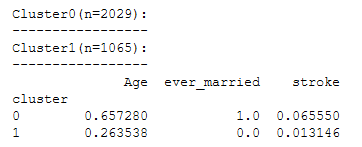 Cluster0(n=2029):
-----------------
Cluster1(n=1065):
-----------------
Age ever_married stroke
cluster
0 0.657280 1.0 0.065550
1 0.263538 0.0 0.013146